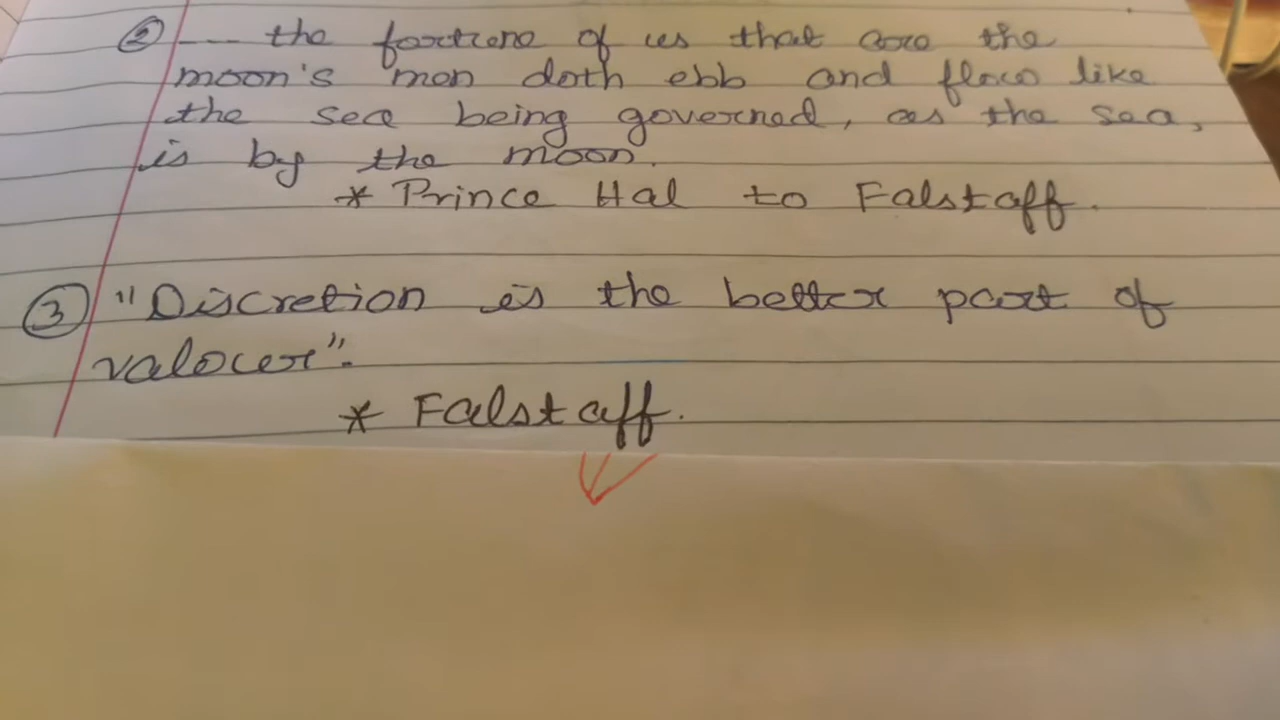 ② ---- the fortune of us that are the
moon's men doth ebb and flow like
the sea being governed, as the sea,
is by the moon.
* Prince Hal to Falstaff.
③ "Discretion is the better part of
valour".
* Falstaff.